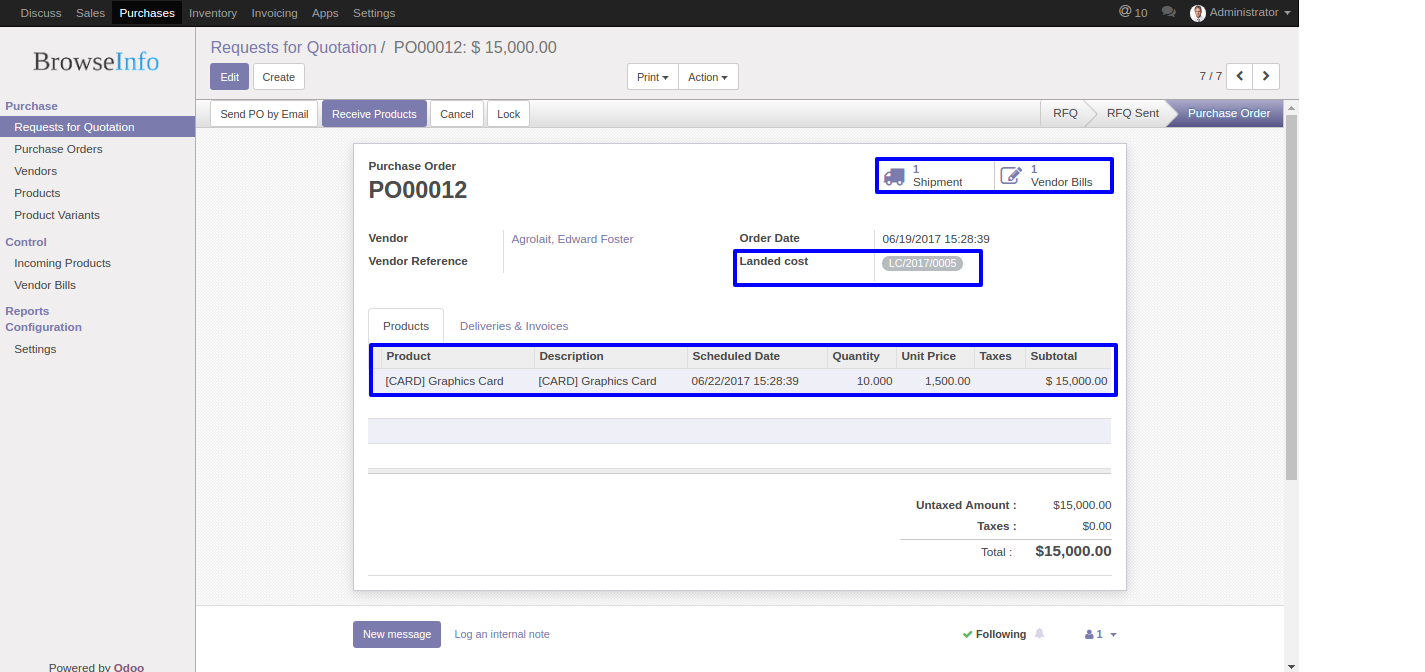 Discuss Sales Purchases Inventory Invoicing Apps Settings @ 10 Administrator
BrowseInfo
Requests for Quotation / PO00012: $ 15,000.00
Edit Create Print Action 7 / 7
Purchase
Requests for Quotation
Purchase Orders
Vendors
Products
Product Variants
Control
Incoming Products
Vendor Bills
Reports
Configuration
Settings
Powered by Odoo
Send PO by Email Receive Products Cancel Lock RFQ RFQ Sent Purchase Order
Purchase Order
PO00012
1 Shipment
1 Vendor Bills
Vendor Agrolait, Edward Foster
Vendor Reference
Order Date 06/19/2017 15:28:39
Landed cost LC/2017/0005
Products Deliveries & Invoices
Product Description Scheduled Date Quantity Unit Price Taxes Subtotal
[CARD] Graphics Card [CARD] Graphics Card 06/22/2017 15:28:39 10.000 1,500.00 $ 15,000.00
Untaxed Amount : $15,000.00
Taxes : $0.00
Total : $15,000.00
New message Log an internal note Following 1